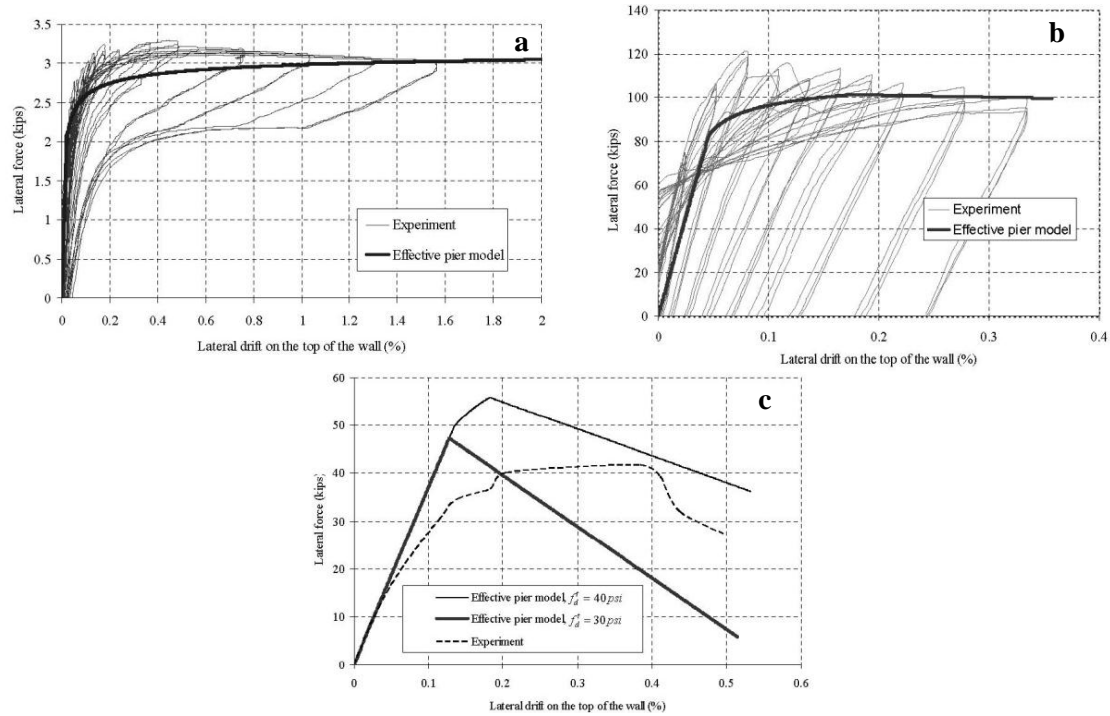 a
3.5
3
2.5
2
1.5
1
0.5
0
Lateral force (kips)
Experiment
Effective pier model
0 0.2 0.4 0.6 0.8 1 1.2 1.4 1.6 1.8 2
Lateral drift on the top of the wall (%)
b
140
120
100
80
60
40
20
0
Lateral force (kips)
Experiment
Effective pier model
0 0.1 0.2 0.3 0.4
Lateral drift on the top of the wall (%)
c
60
50
40
30
20
10
0
Lateral force (kips)
Effective pier model, f_d^t = 40 psi
Effective pier model, f_d^t = 30 psi
Experiment
0 0.1 0.2 0.3 0.4 0.5 0.6
Lateral drift on the top of the wall (%)